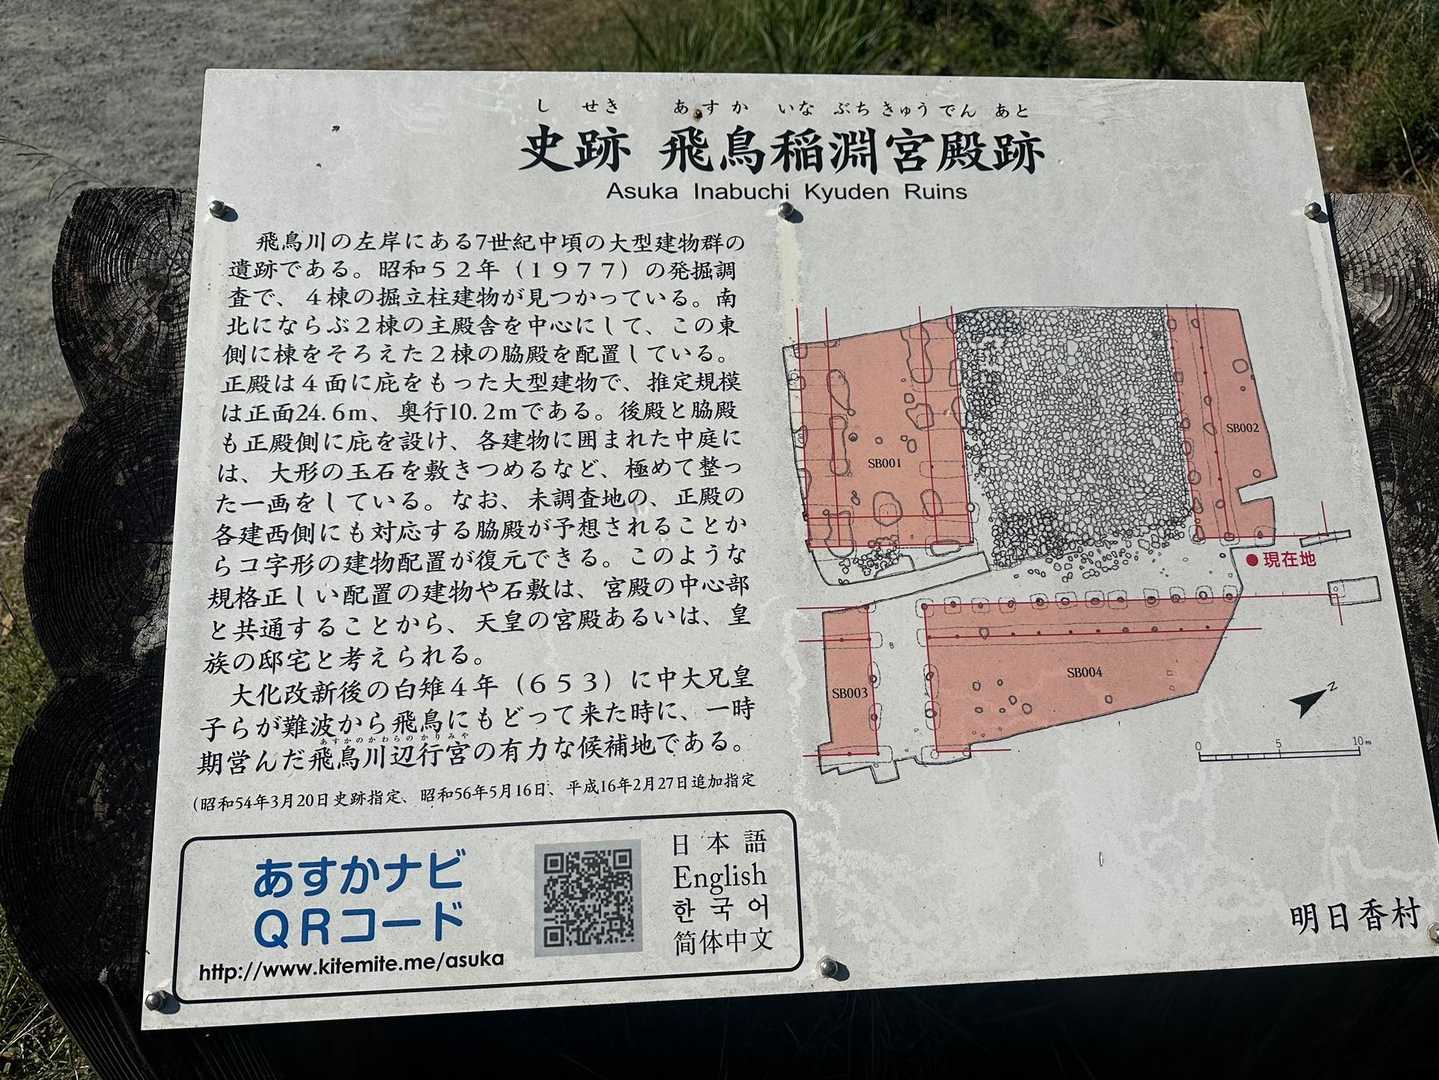 し せき あすか いな ぶち きゅう でん あと
史跡 飛鳥稲淵宮殿跡
Asuka Inabuchi Kyuden Ruins
飛鳥川の左岸にある7世紀中頃の大型建物群の
遺跡である。昭和５２年（１９７７）の発掘調
査で、４棟の掘立柱建物が見つかっている。南
北にならぶ２棟の主殿舎を中心にして、この東
側に棟をそろえた２棟の脇殿を配置している。
正殿は４面に庇をもった大型建物で、推定規模
は正面24.6m、奥行10.2mである。後殿と脇殿
も正殿側に庇を設け、各建物に囲まれた中庭に
は、大形の玉石を敷きつめるなど、極めて整っ
た一画をしている。なお、未調査地の、正殿の
各建西側にも対応する脇殿が予想されることか
らコ字形の建物配置が復元できる。このような
規格正しい配置の建物や石敷は、宮殿の中心部
と共通することから、天皇の宮殿あるいは、皇
族の邸宅と考えられる。
大化改新後の白雉４年（６５３）に中大兄皇
子らが難波から飛鳥にもどって来た時に、一時
あすかのかわらのかりみや
期営んだ飛鳥川辺行宮の有力な候補地である。
（昭和54年3月20日史跡指定、昭和56年5月16日、平成16年2月27日追加指定
あすかナビ
ＱＲコード
http://www.kitemite.me/asuka
日本語
English
한국어
简体中文
SB001
SB002
現在地
SB003
SB004
Z
0 5 10m
明日香村